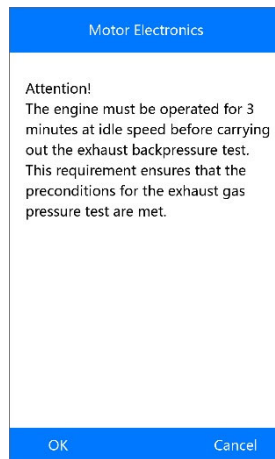 Motor Electronics
Attention!
The engine must be operated for 3
minutes at idle speed before carrying
out the exhaust backpressure test.
This requirement ensures that the
preconditions for the exhaust gas
pressure test are met.
OK Cancel